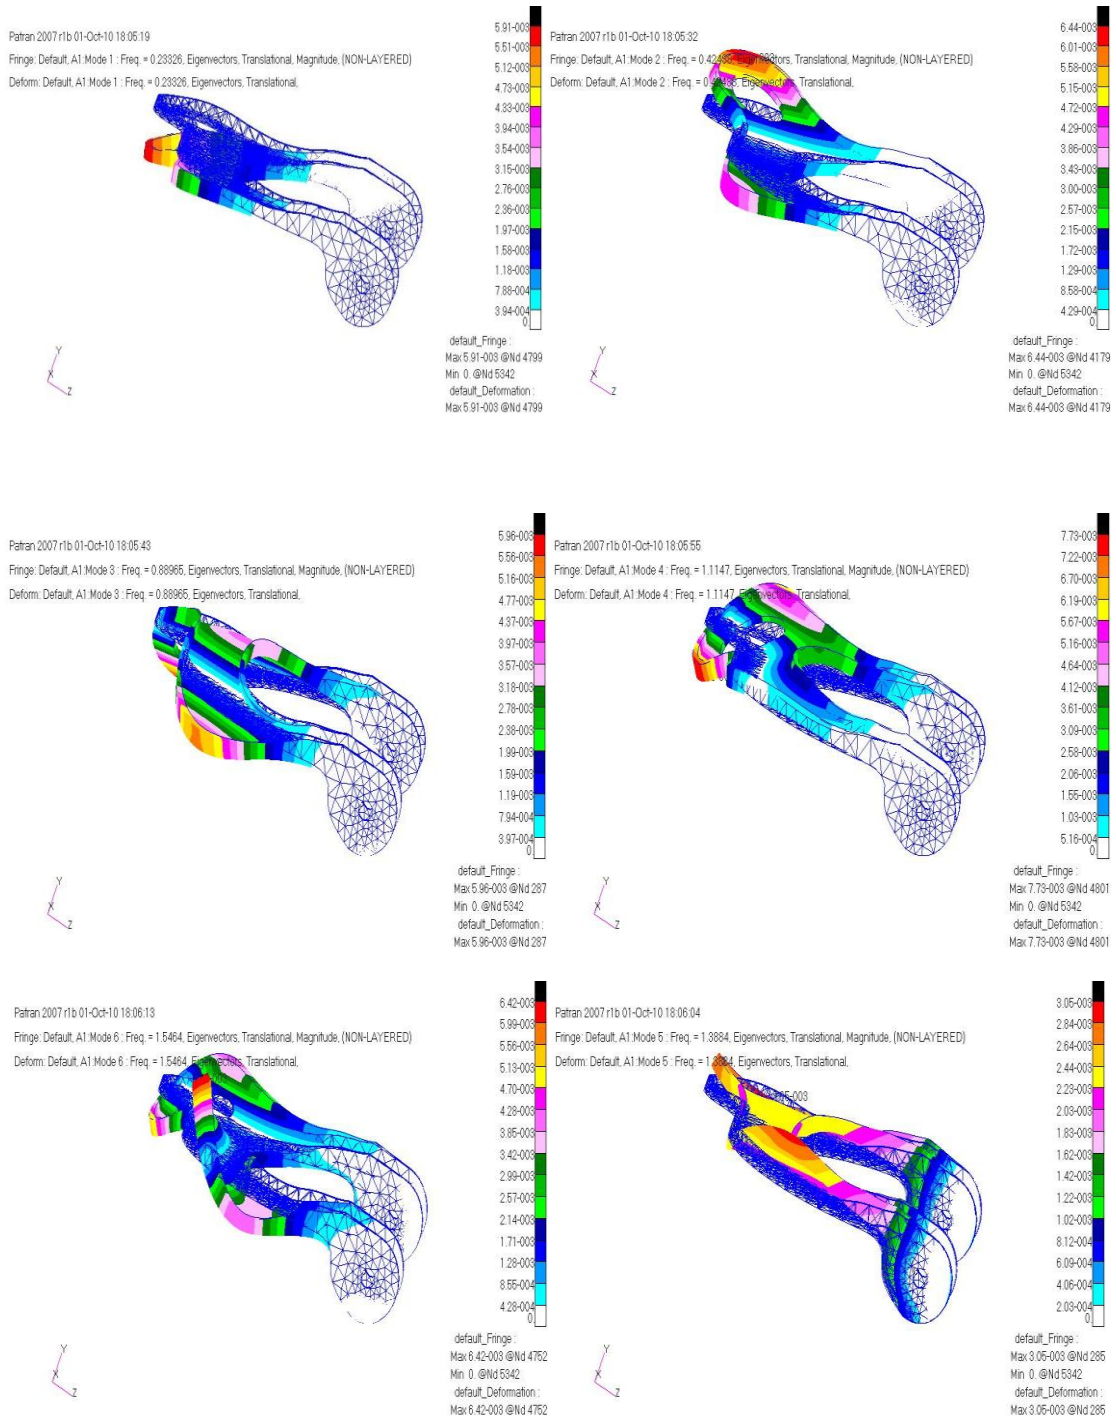 Patran 2007 r1b 01-Oct-10 18:05:19
Fringe: Default, A1:Mode 1 : Freq. = 0.23326, Eigenvectors, Translational, Magnitude, (NON-LAYERED)
Deform: Default, A1:Mode 1 : Freq. = 0.23326, Eigenvectors, Translational,
5.91-003
5.51-003
5.12-003
4.73-003
4.33-003
3.94-003
3.54-003
3.15-003
2.76-003
2.36-003
1.97-003
1.58-003
1.18-003
7.88-004
3.94-004
0.
default_Fringe :
Max 5.91-003 @Nd 4799
Min 0. @Nd 5342
default_Deformation :
Max 5.91-003 @Nd 4799
Y
X
Z
Patran 2007 r1b 01-Oct-10 18:05:32
Fringe: Default, A1:Mode 2 : Freq. = 0.42488, Eigenvectors, Translational, Magnitude, (NON-LAYERED)
Deform: Default, A1:Mode 2 : Freq. = 0.42488, Eigenvectors, Translational,
6.44-003
6.01-003
5.58-003
5.15-003
4.72-003
4.29-003
3.86-003
3.43-003
3.00-003
2.57-003
2.15-003
1.72-003
1.29-003
8.58-004
4.29-004
0.
default_Fringe :
Max 6.44-003 @Nd 4179
Min 0. @Nd 5342
default_Deformation :
Max 6.44-003 @Nd 4179
Y
X
Z
Patran 2007 r1b 01-Oct-10 18:05:43
Fringe: Default, A1:Mode 3 : Freq. = 0.88965, Eigenvectors, Translational, Magnitude, (NON-LAYERED)
Deform: Default, A1:Mode 3 : Freq. = 0.88965, Eigenvectors, Translational,
5.96-003
5.56-003
5.16-003
4.77-003
4.37-003
3.97-003
3.57-003
3.18-003
2.78-003
2.38-003
1.99-003
1.59-003
1.19-003
7.94-004
3.97-004
0.
default_Fringe :
Max 5.96-003 @Nd 287
Min 0. @Nd 5342
default_Deformation :
Max 5.96-003 @Nd 287
Y
X
Z
Patran 2007 r1b 01-Oct-10 18:05:55
Fringe: Default, A1:Mode 4 : Freq. = 1.1147, Eigenvectors, Translational, Magnitude, (NON-LAYERED)
Deform: Default, A1:Mode 4 : Freq. = 1.1147, Eigenvectors, Translational,
7.73-003
7.22-003
6.70-003
6.19-003
5.67-003
5.16-003
4.64-003
4.12-003
3.61-003
3.09-003
2.58-003
2.06-003
1.55-003
1.03-003
5.16-004
0.
default_Fringe :
Max 7.73-003 @Nd 4801
Min 0. @Nd 5342
default_Deformation :
Max 7.73-003 @Nd 4801
Y
X
Z
Patran 2007 r1b 01-Oct-10 18:06:13
Fringe: Default, A1:Mode 6 : Freq. = 1.5464, Eigenvectors, Translational, Magnitude, (NON-LAYERED)
Deform: Default, A1:Mode 6 : Freq. = 1.5464, Eigenvectors, Translational,
6.42-003
5.99-003
5.56-003
5.13-003
4.70-003
4.28-003
3.85-003
3.42-003
2.99-003
2.57-003
2.14-003
1.71-003
1.28-003
8.55-004
4.28-004
0.
default_Fringe :
Max 6.42-003 @Nd 4752
Min 0. @Nd 5342
default_Deformation :
Max 6.42-003 @Nd 4752
Y
X
Z
Patran 2007 r1b 01-Oct-10 18:06:04
Fringe: Default, A1:Mode 5 : Freq. = 1.3884, Eigenvectors, Translational, Magnitude, (NON-LAYERED)
Deform: Default, A1:Mode 5 : Freq. = 1.3884, Eigenvectors, Translational,
3.05-003
2.84-003
2.64-003
2.44-003
2.23-003
2.03-003
1.83-003
1.62-003
1.42-003
1.22-003
1.02-003
8.12-004
6.09-004
4.06-004
2.03-004
0.
default_Fringe :
Max 3.05-003 @Nd 285
Min 0. @Nd 5342
default_Deformation :
Max 3.05-003 @Nd 285
Y
X
Z